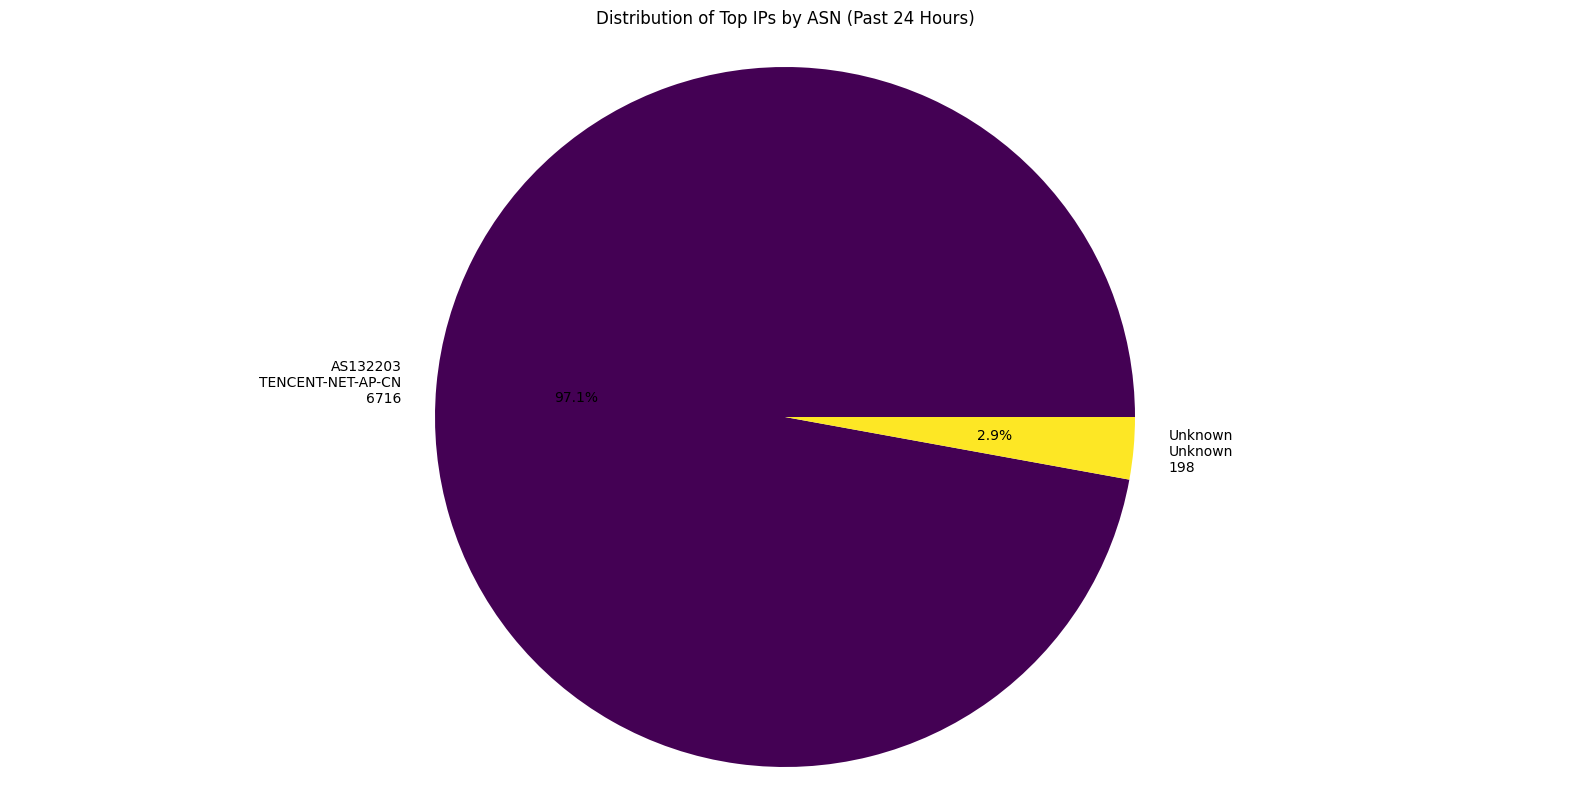 Distribution of Top IPs by ASN (Past 24 Hours)
AS132203
TENCENT-NET-AP-CN
6716
97.1%
2.9%
Unknown
Unknown
198